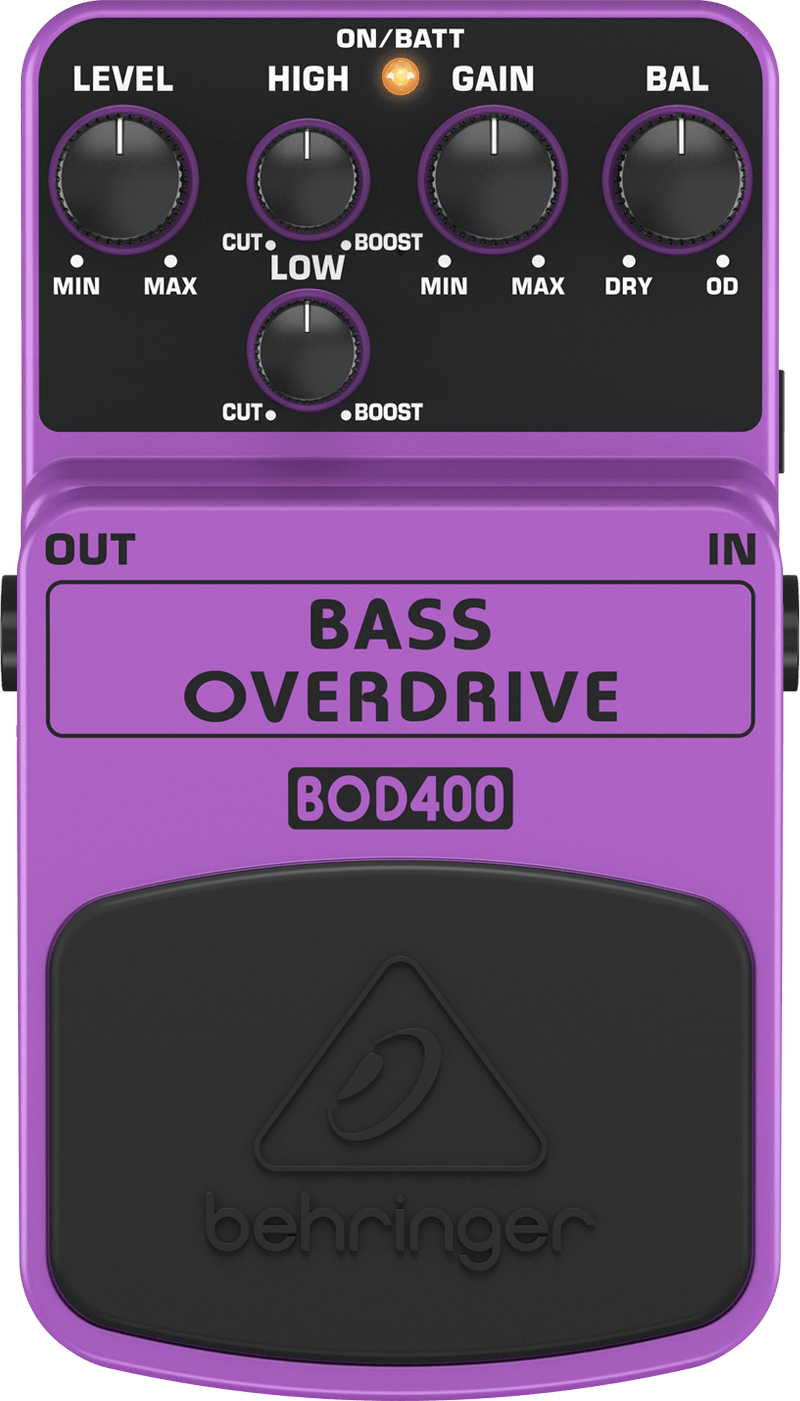 ON/BATT
LEVEL HIGH GAIN BAL
CUT BOOST
MIN MAX LOW MIN MAX DRY OD
CUT BOOST
OUT IN
BASS
OVERDRIVE
BOD400
behringer